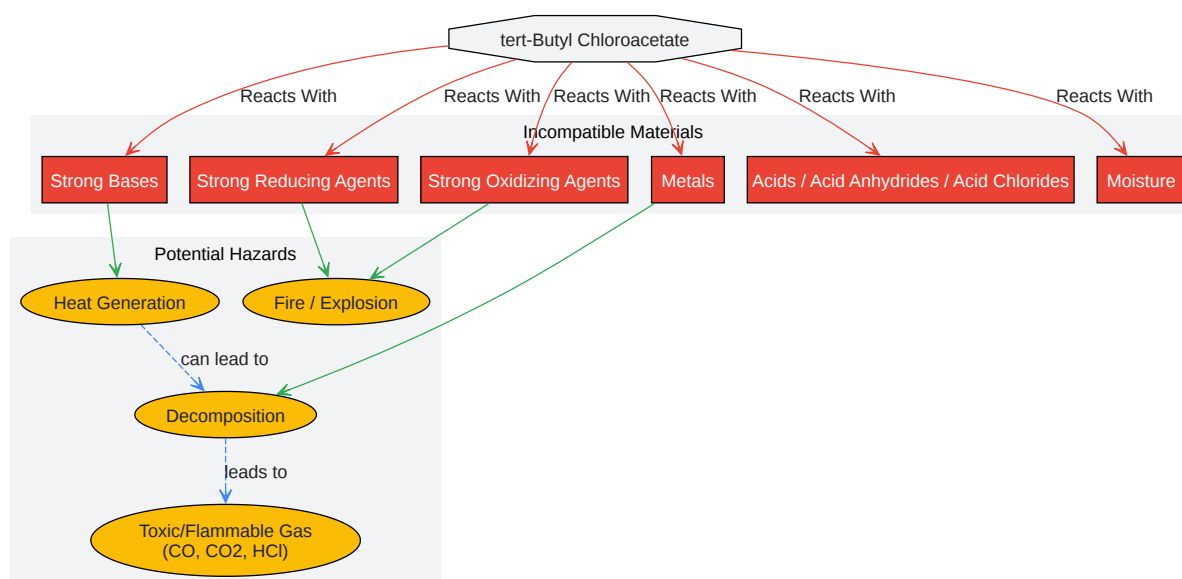 tert-Butyl Chloroacetate
Reacts With
Reacts With
Reacts With
Reacts With
Reacts With
Reacts With
Incompatible Materials
Strong Bases
Strong Reducing Agents
Strong Oxidizing Agents
Metals
Acids / Acid Anhydrides / Acid Chlorides
Moisture
Potential Hazards
Heat Generation
Fire / Explosion
can lead to
Decomposition
leads to
Toxic/Flammable Gas
(CO, CO2, HCl)